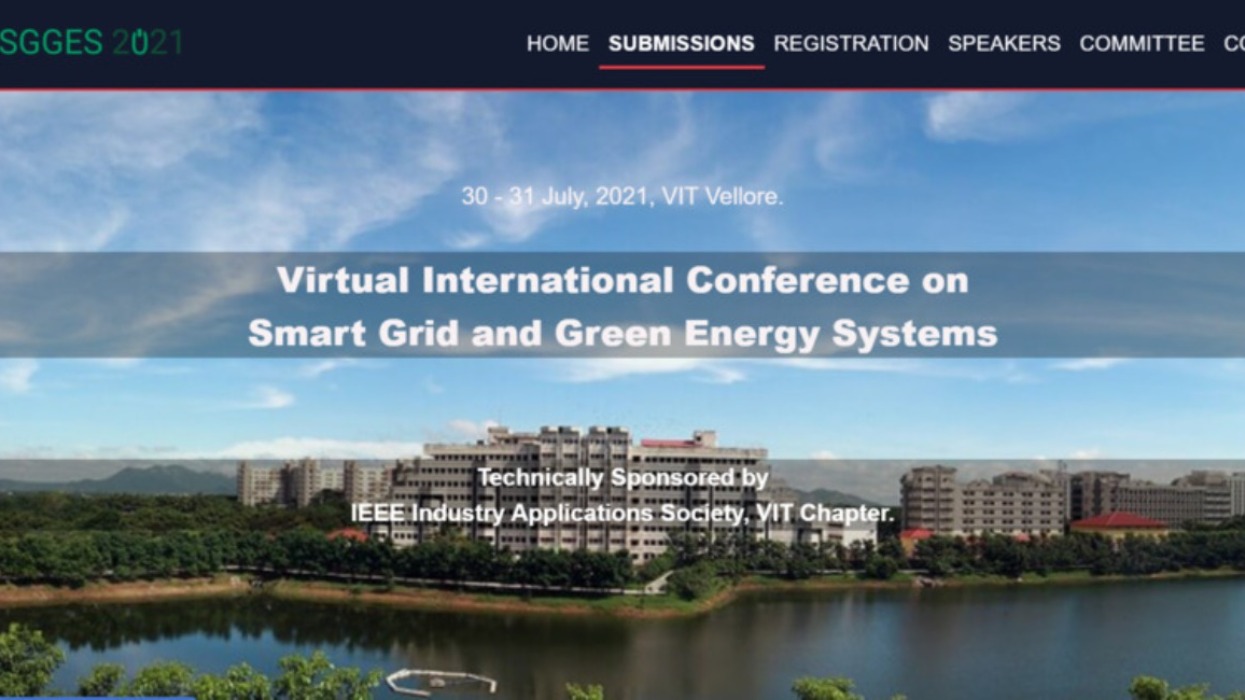 SGGES 2021
HOME SUBMISSIONS REGISTRATION SPEAKERS COMMITTEE
30 - 31 July, 2021, VIT Vellore.
Virtual International Conference on
Smart Grid and Green Energy Systems
Technically Sponsored by
IEEE Industry Applications Society, VIT Chapter.